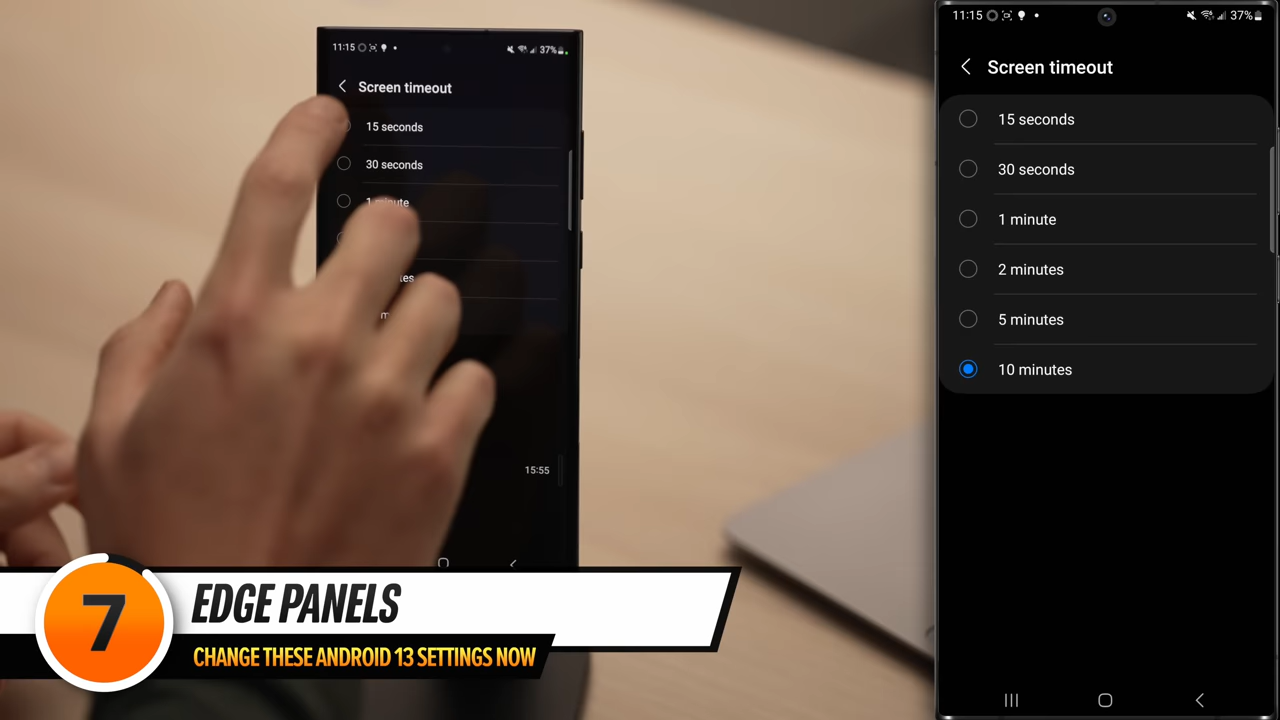 11:15 37%
Screen timeout
15 seconds
30 seconds
1 minute
15:55
7
EDGE PANELS
CHANGE THESE ANDROID 13 SETTINGS NOW
11:15 37%
Screen timeout
15 seconds
30 seconds
1 minute
2 minutes
5 minutes
10 minutes